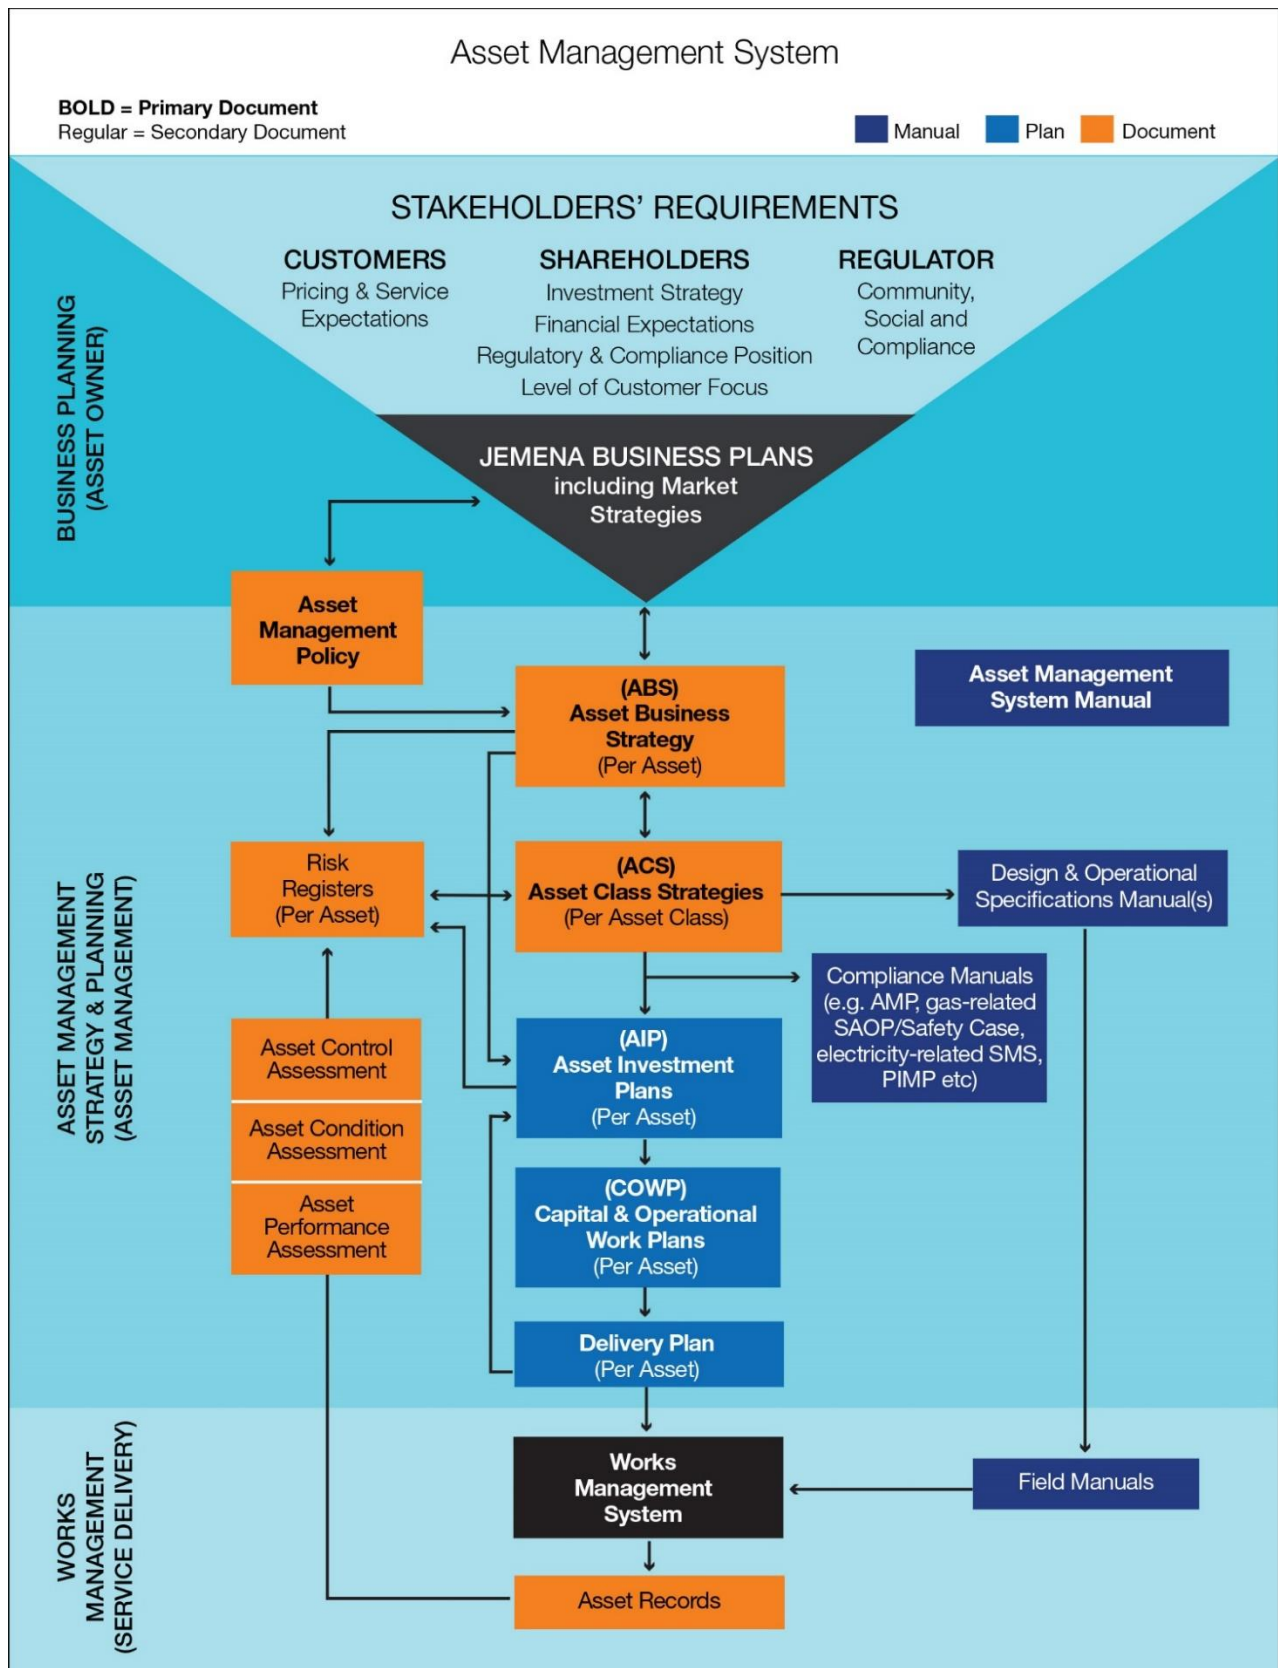 Asset Management System
BOLD = Primary Document
Regular = Secondary Document
Manual
Plan
Document
STAKEHOLDERS' REQUIREMENTS
CUSTOMERS
Pricing & Service
Expectations
SHAREHOLDERS
Investment Strategy
Financial Expectations
Regulatory & Compliance Position
Level of Customer Focus
REGULATOR
Community,
Social and
Compliance
BUSINESS PLANNING
(ASSET OWNER)
JEMENA BUSINESS PLANS
including Market
Strategies
Asset
Management
Policy
(ABS)
Asset Business
Strategy
(Per Asset)
Asset Management
System Manual
ASSET MANAGEMENT
STRATEGY & PLANNING
(ASSET MANAGEMENT)
Risk
Registers
(Per Asset)
(ACS)
Asset Class Strategies
(Per Asset Class)
Design & Operational
Specifications Manual(s)
Compliance Manuals
(e.g. AMP, gas-related
SAOP/Safety Case,
electricity-related SMS,
PIMP etc)
Asset Control
Assessment
Asset Condition
Assessment
Asset
Performance
Assessment
(AIP)
Asset Investment
Plans
(Per Asset)
(COWP)
Capital & Operational
Work Plans
(Per Asset)
Delivery Plan
(Per Asset)
WORKS
MANAGEMENT
(SERVICE DELIVERY)
Works
Management
System
Field Manuals
Asset Records